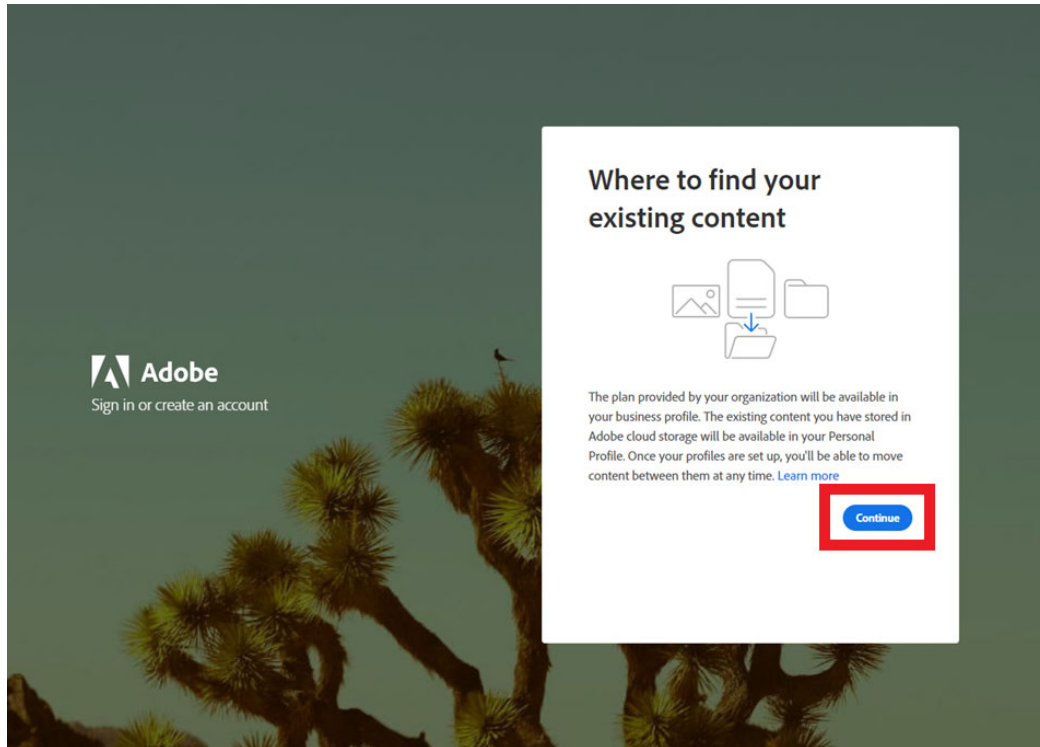 Adobe
Sign in or create an account
Where to find your
existing content
The plan provided by your organization will be available in
your business profile. The existing content you have stored in
Adobe cloud storage will be available in your Personal
Profile. Once your profiles are set up, you'll be able to move
content between them at any time. Learn more
Continue